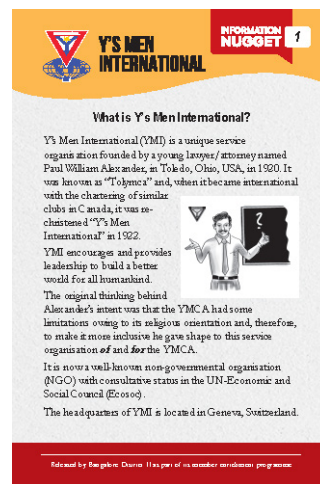 Y'S MEN
INTERNATIONAL
INFORMATION
NUGGET
1
What is Y's Men International?
Y's Men International (YMI) is a unique service
organisation founded by a young lawyer/attorney named
Paul William Alexander, in Toledo, Ohio, USA, in 1920. It
was known as "Tolymca" and, when it became international
with the chartering of similar
clubs in Canada, it was re-
christened "Y's Men
International" in 1922.
YMI encourages and provides
leadership to build a better
world for all humankind.
?
The original thinking behind
Alexander's intent was that the YMCA had some
limitations owing to its religious orientation and, therefore,
to make it more inclusive he gave shape to this service
organisation of and for the YMCA.
It is now a well-known non-governmental organisation
(NGO) with consultative status in the UN-Economic and
Social Council (Ecosoc).
The headquarters of YMI is located in Geneva, Switzerland.
Released by Bangalore District II as part of its member enrichment programme